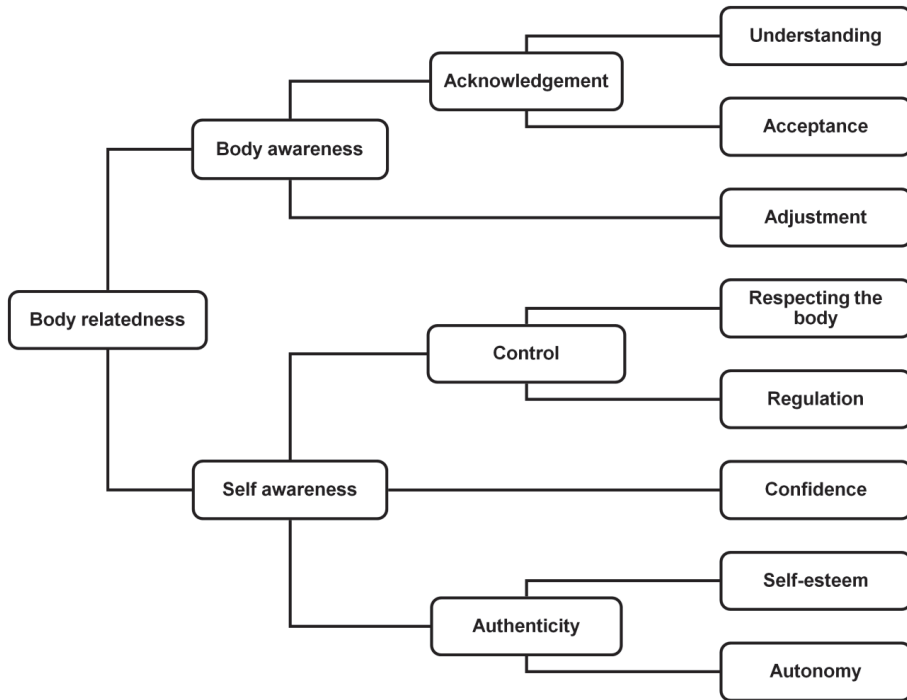 Understanding
Acknowledgement
Acceptance
Body awareness
Adjustment
Body relatedness
Respecting the
body
Control
Regulation
Self awareness
Confidence
Self-esteem
Authenticity
Autonomy